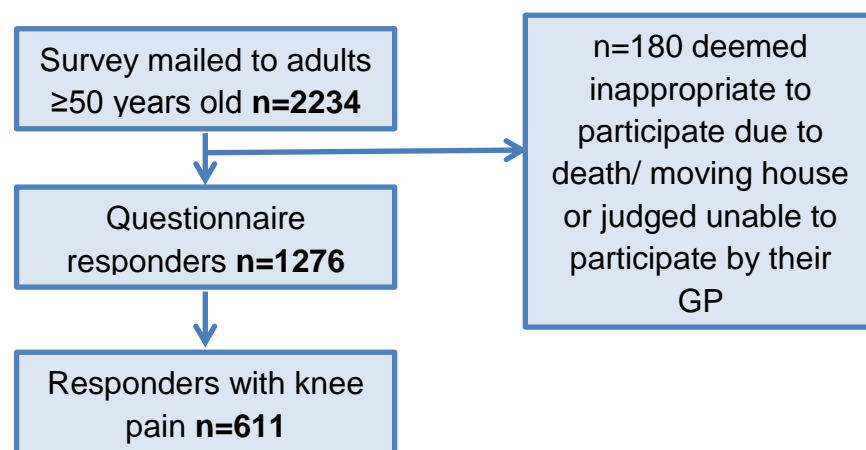 Survey mailed to adults
≥50 years old n=2234
n=180 deemed
inappropriate to
participate due to
death/ moving house
or judged unable to
participate by their
GP
Questionnaire
responders n=1276
Responders with knee
pain n=611